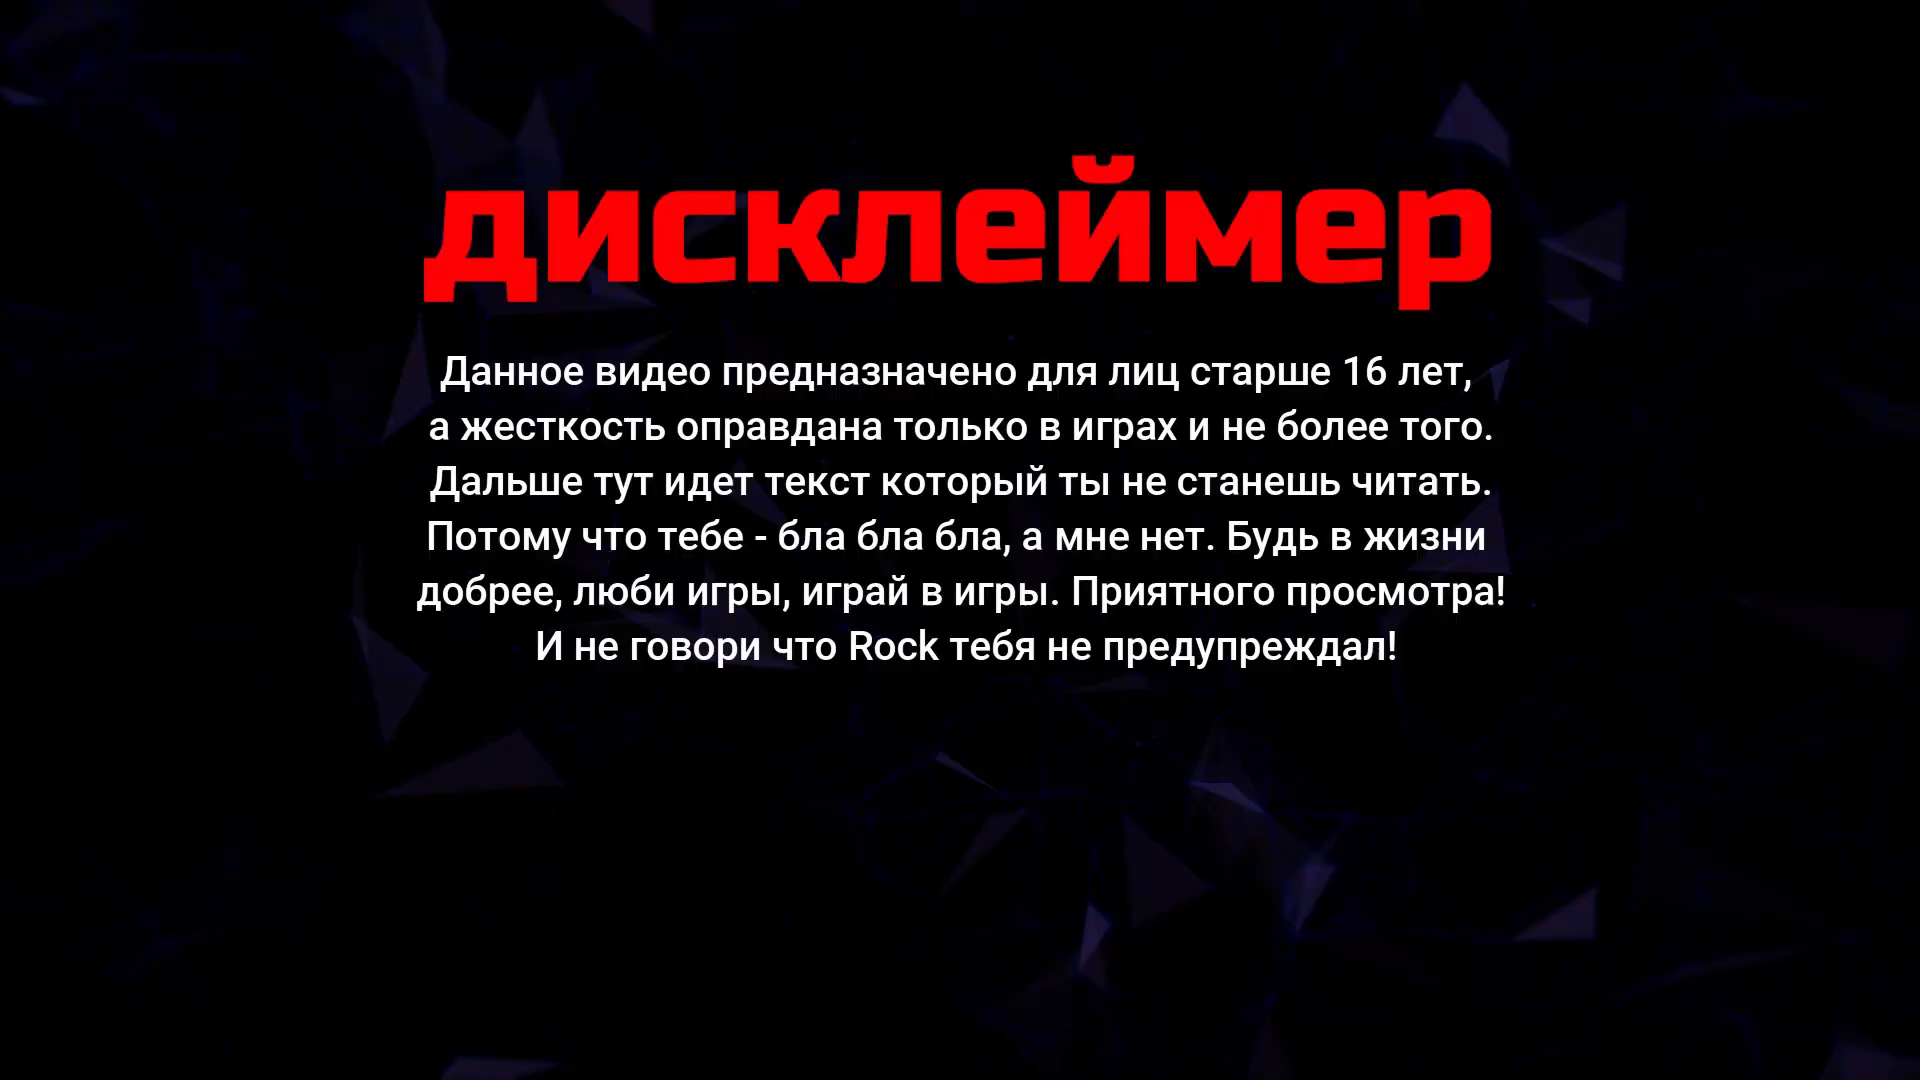 дисклеймер
Данное видео предназначено для лиц старше 16 лет,
а жесткость оправдана только в играх и не более того.
Дальше тут идет текст который ты не станешь читать.
Потому что тебе - бла бла бла, а мне нет. Будь в жизни
добрее, люби игры, играй в игры. Приятного просмотра!
И не говори что Rock тебя не предупреждал!